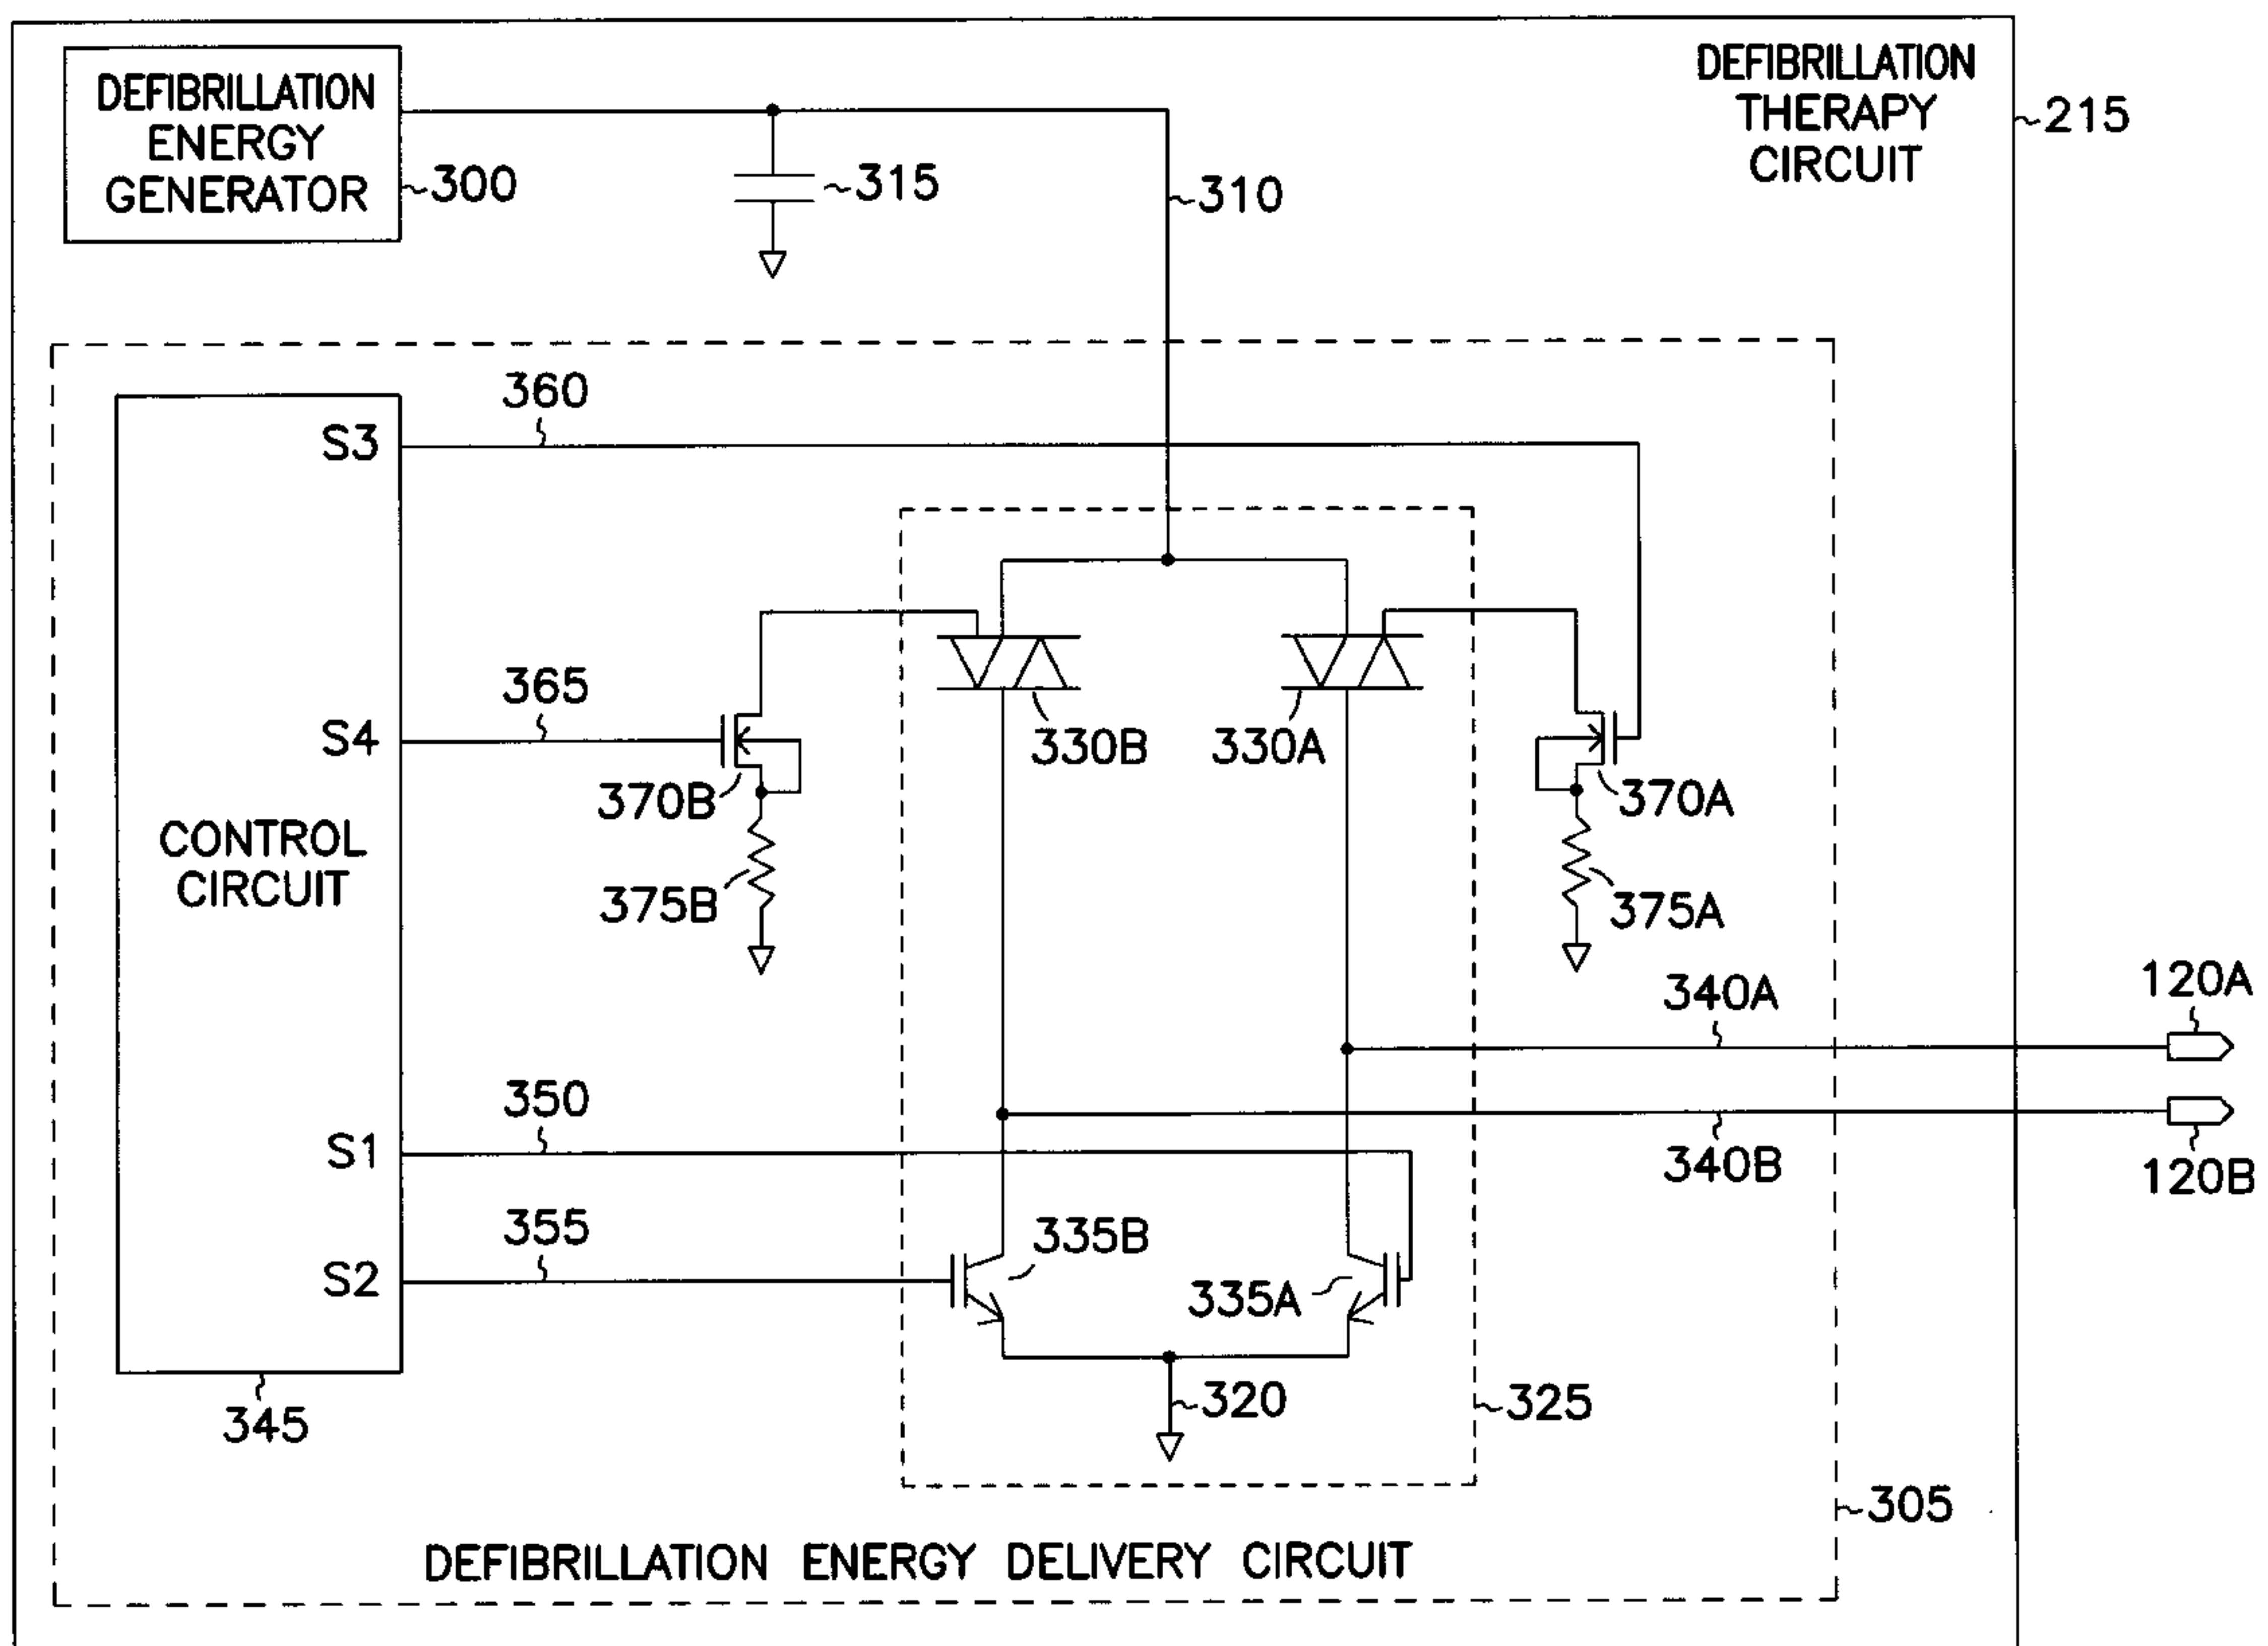 DEFIBRILLATION
ENERGY
GENERATOR
300
315
310
DEFIBRILLATION
THERAPY
CIRCUIT
215
360
S3
365
S4
330B
330A
370B
370A
CONTROL
CIRCUIT
375B
375A
340A
120A
350
S1
340B
120B
355
335B
S2
335A
320
325
345
305
DEFIBRILLATION ENERGY DELIVERY CIRCUIT